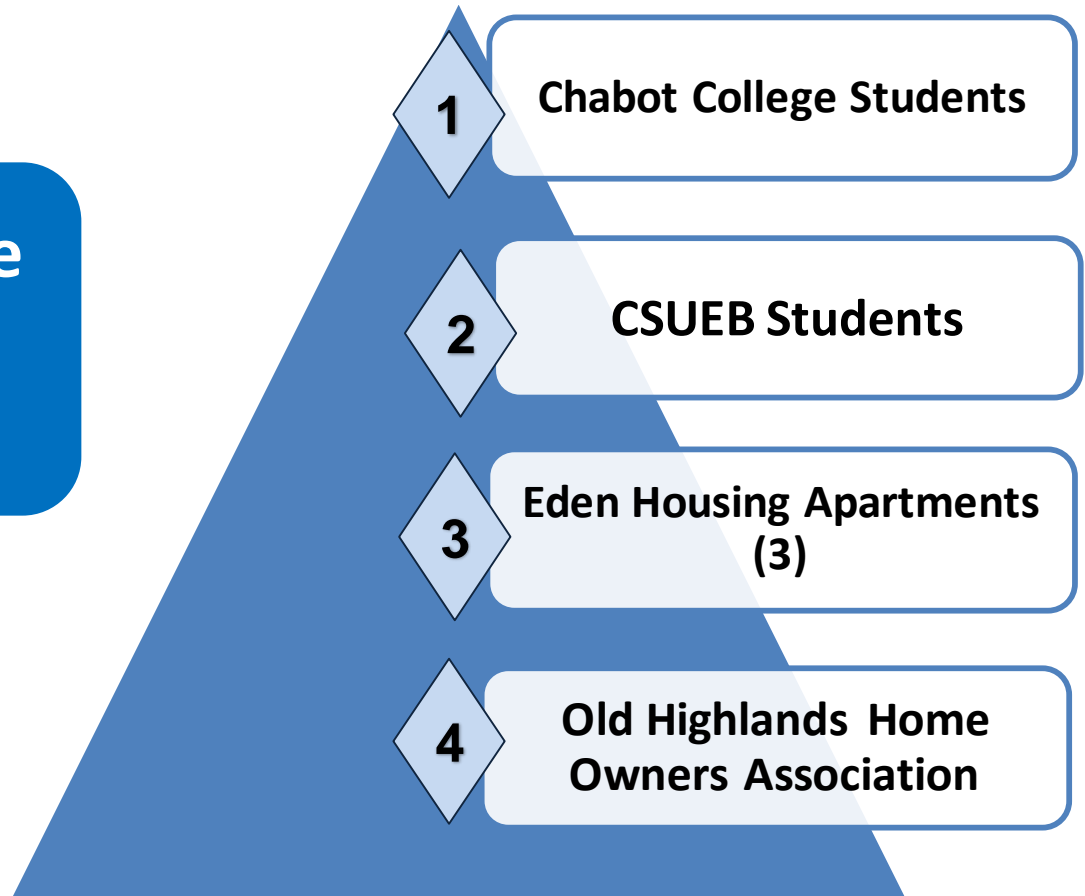 e
1
Chabot College Students
2
CSUEB Students
3
Eden Housing Apartments
(3)
4
Old Highlands Home
Owners Association